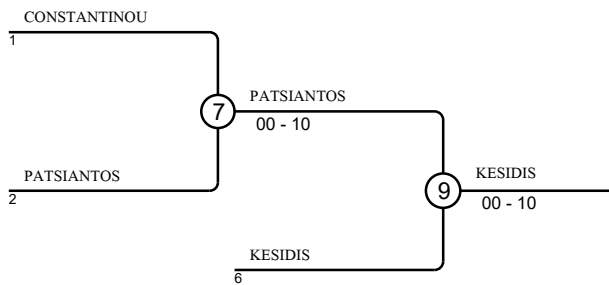 CONSTANTINOU
1
7
PATSIANTOS
00 - 10
PATSIANTOS
2
9
KESIDIS
00 - 10
KESIDIS
6